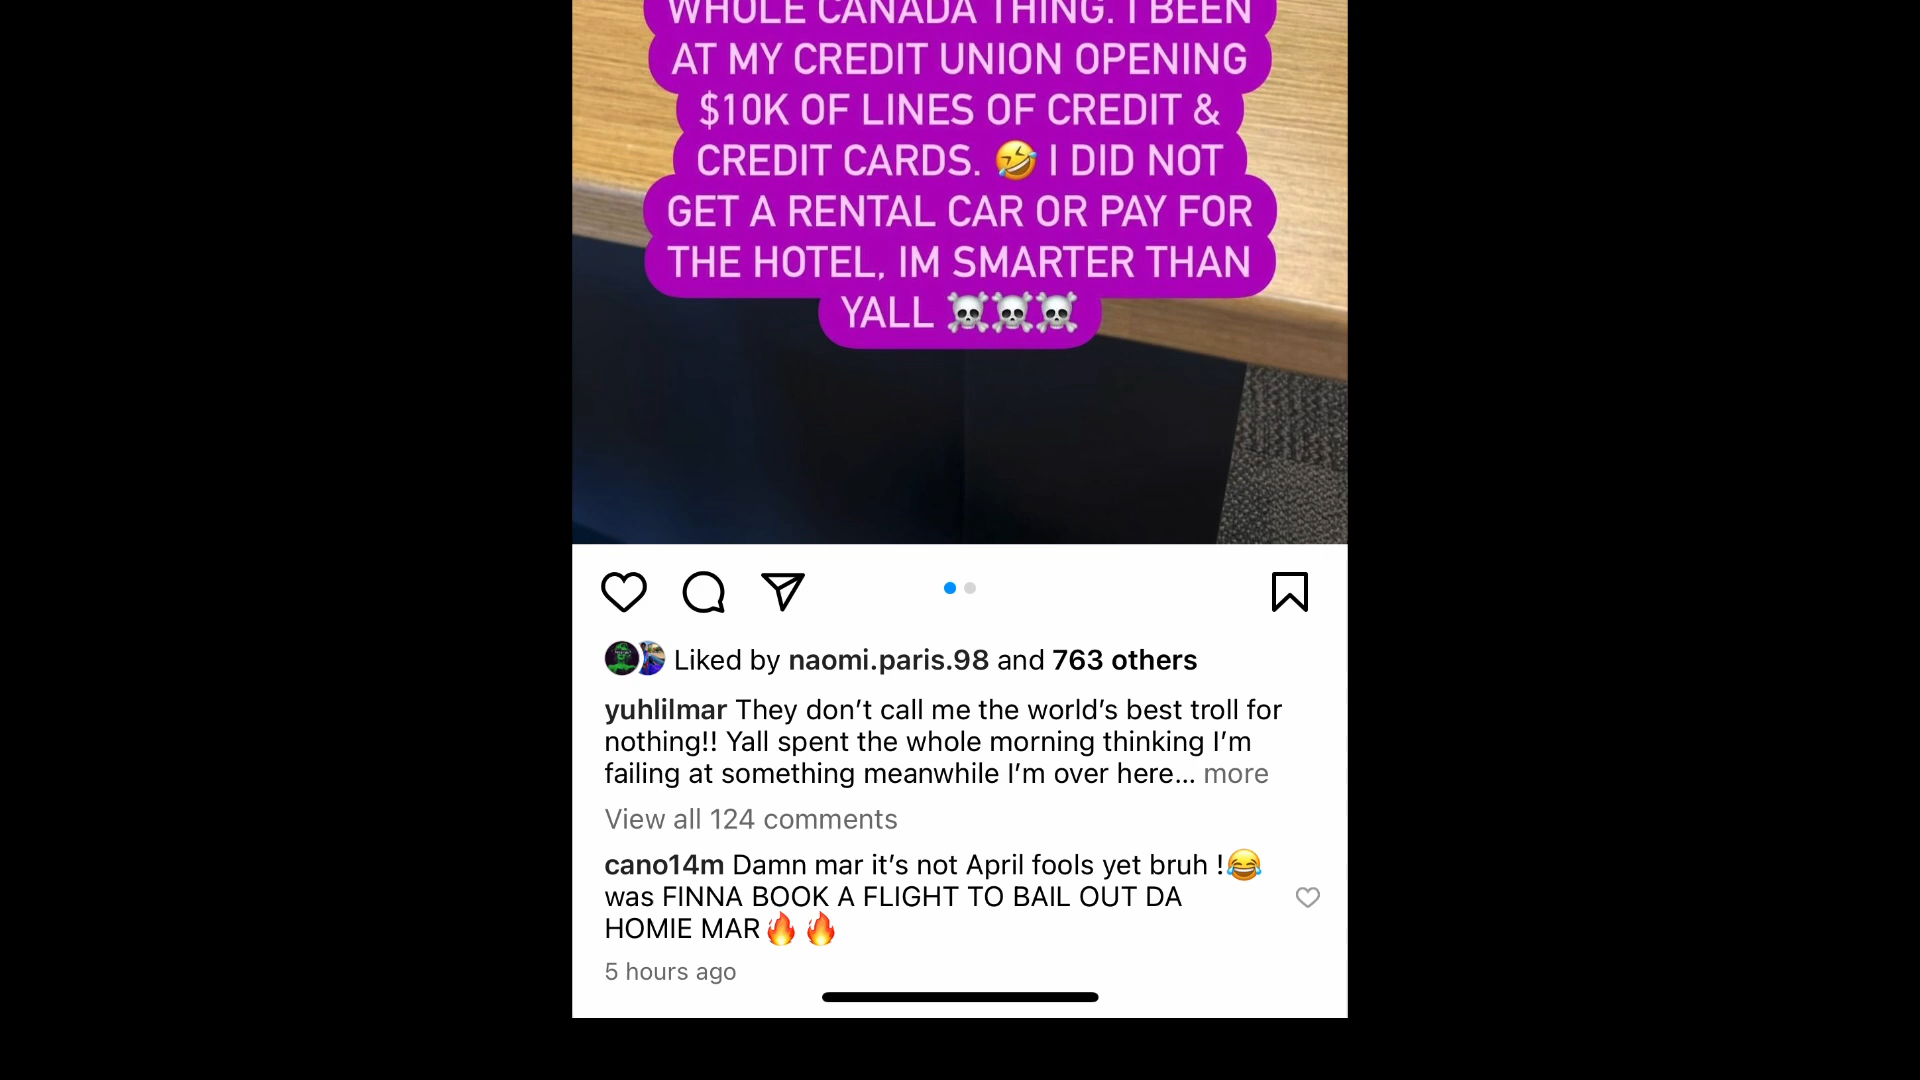 WHOLE CANADA THING. I BEEN
AT MY CREDIT UNION OPENING
$10K OF LINES OF CREDIT &
CREDIT CARDS. 🤣 I DID NOT
GET A RENTAL CAR OR PAY FOR
THE HOTEL, IM SMARTER THAN
YALL ☠️☠️☠️
Liked by naomi.paris.98 and 763 others
yuhlilmar They don’t call me the world’s best troll for
nothing!! Yall spent the whole morning thinking I’m
failing at something meanwhile I’m over here... more
View all 124 comments
cano14m Damn mar it’s not April fools yet bruh !😂
was FINNA BOOK A FLIGHT TO BAIL OUT DA
HOMIE MAR🔥 🔥
5 hours ago